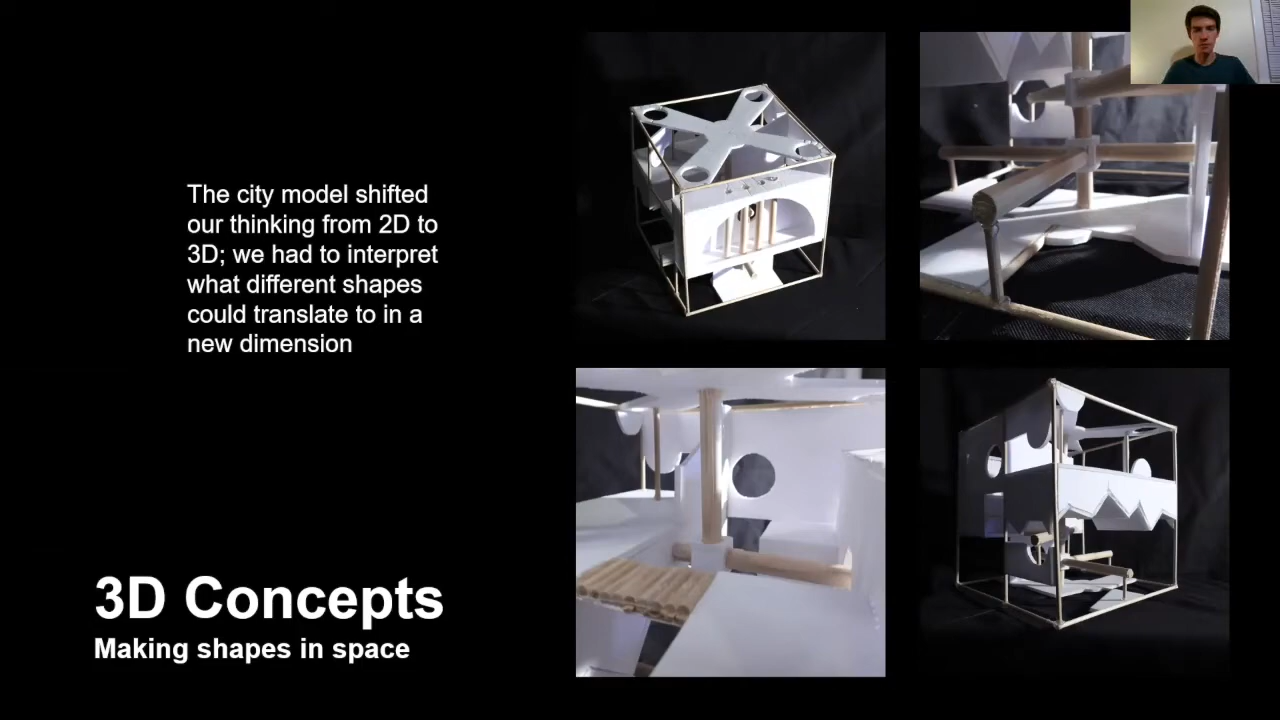 The city model shifted
our thinking from 2D to
3D; we had to interpret
what different shapes
could translate to in a
new dimension
3D Concepts
Making shapes in space